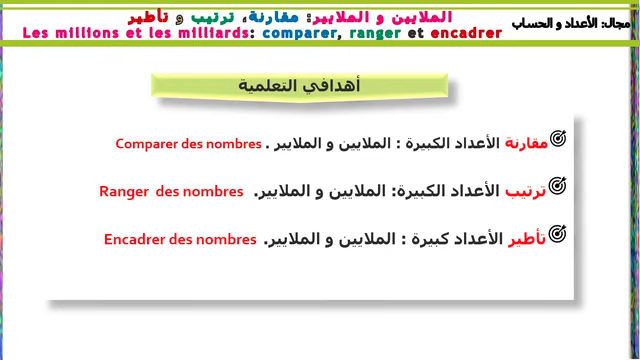 مجال: الأعداد و الحساب
الملايين و الملايير: مقارنة، ترتيب و تأطير
Les millions et les milliards: comparer, ranger et encadrer
أهدافي التعلمية
مقارنة الأعداد الكبيرة : الملايين و الملايير . Comparer des nombres
ترتيب الأعداد الكبيرة: الملايين و الملايير. Ranger des nombres
تأطير الأعداد كبيرة : الملايين و الملايير. Encadrer des nombres